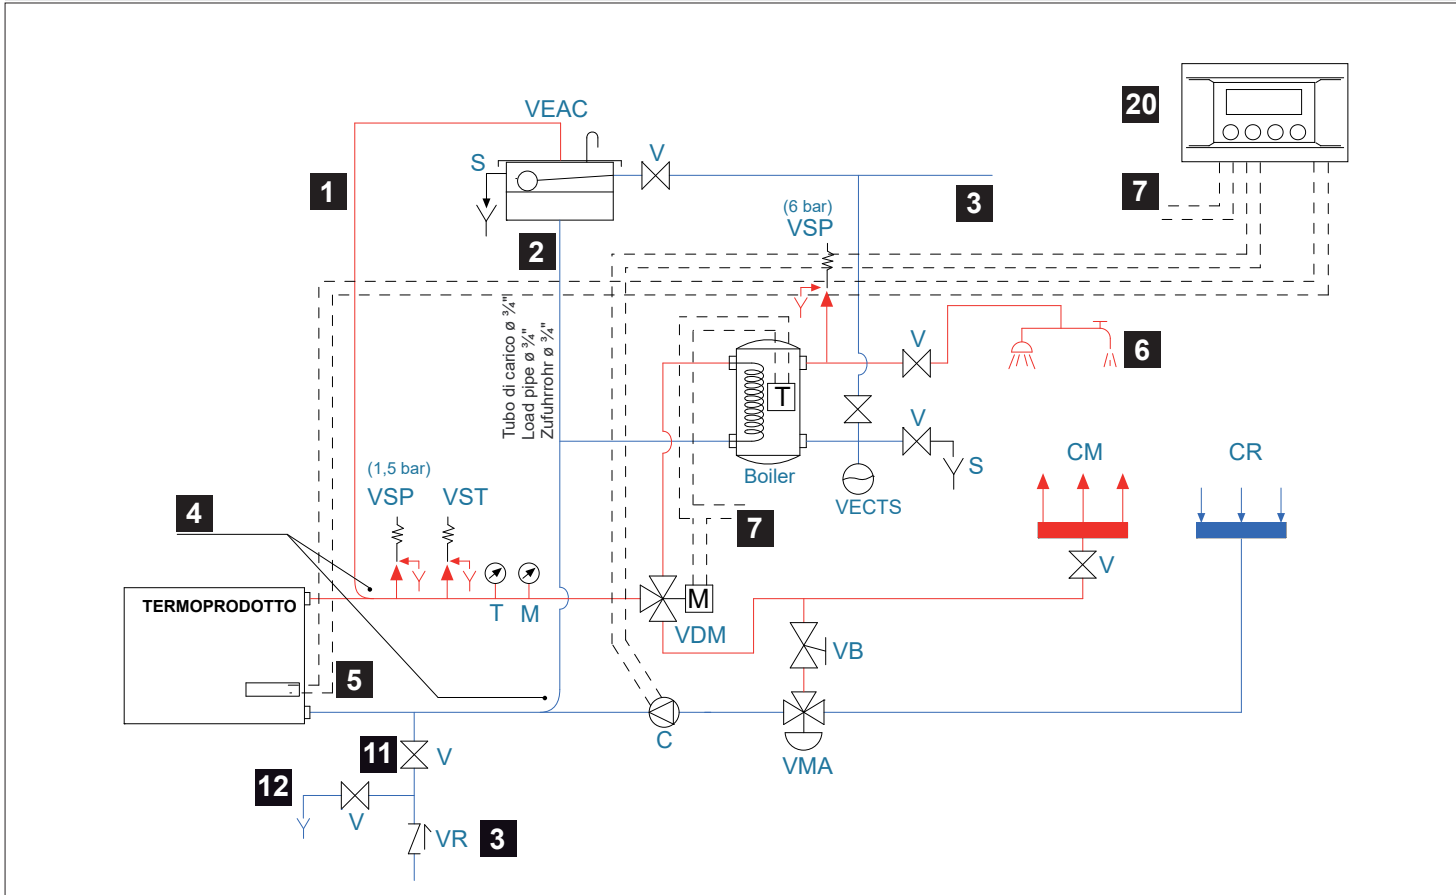 VEAC
20
S
V
1
7
3
(6 bar)
VSP
2
Tubo di carico ø ¾"
Load pipe ø ¾"
Zufuhrrohr ø ¾"
V
6
T
V
CM
CR
(1,5 bar)
S
Boiler
VSP
VST
VECTS
4
7
V
TERMOPRODOTTO
M
T
M
VDM
VB
5
C
11
V
VMA
12
V
VR
3